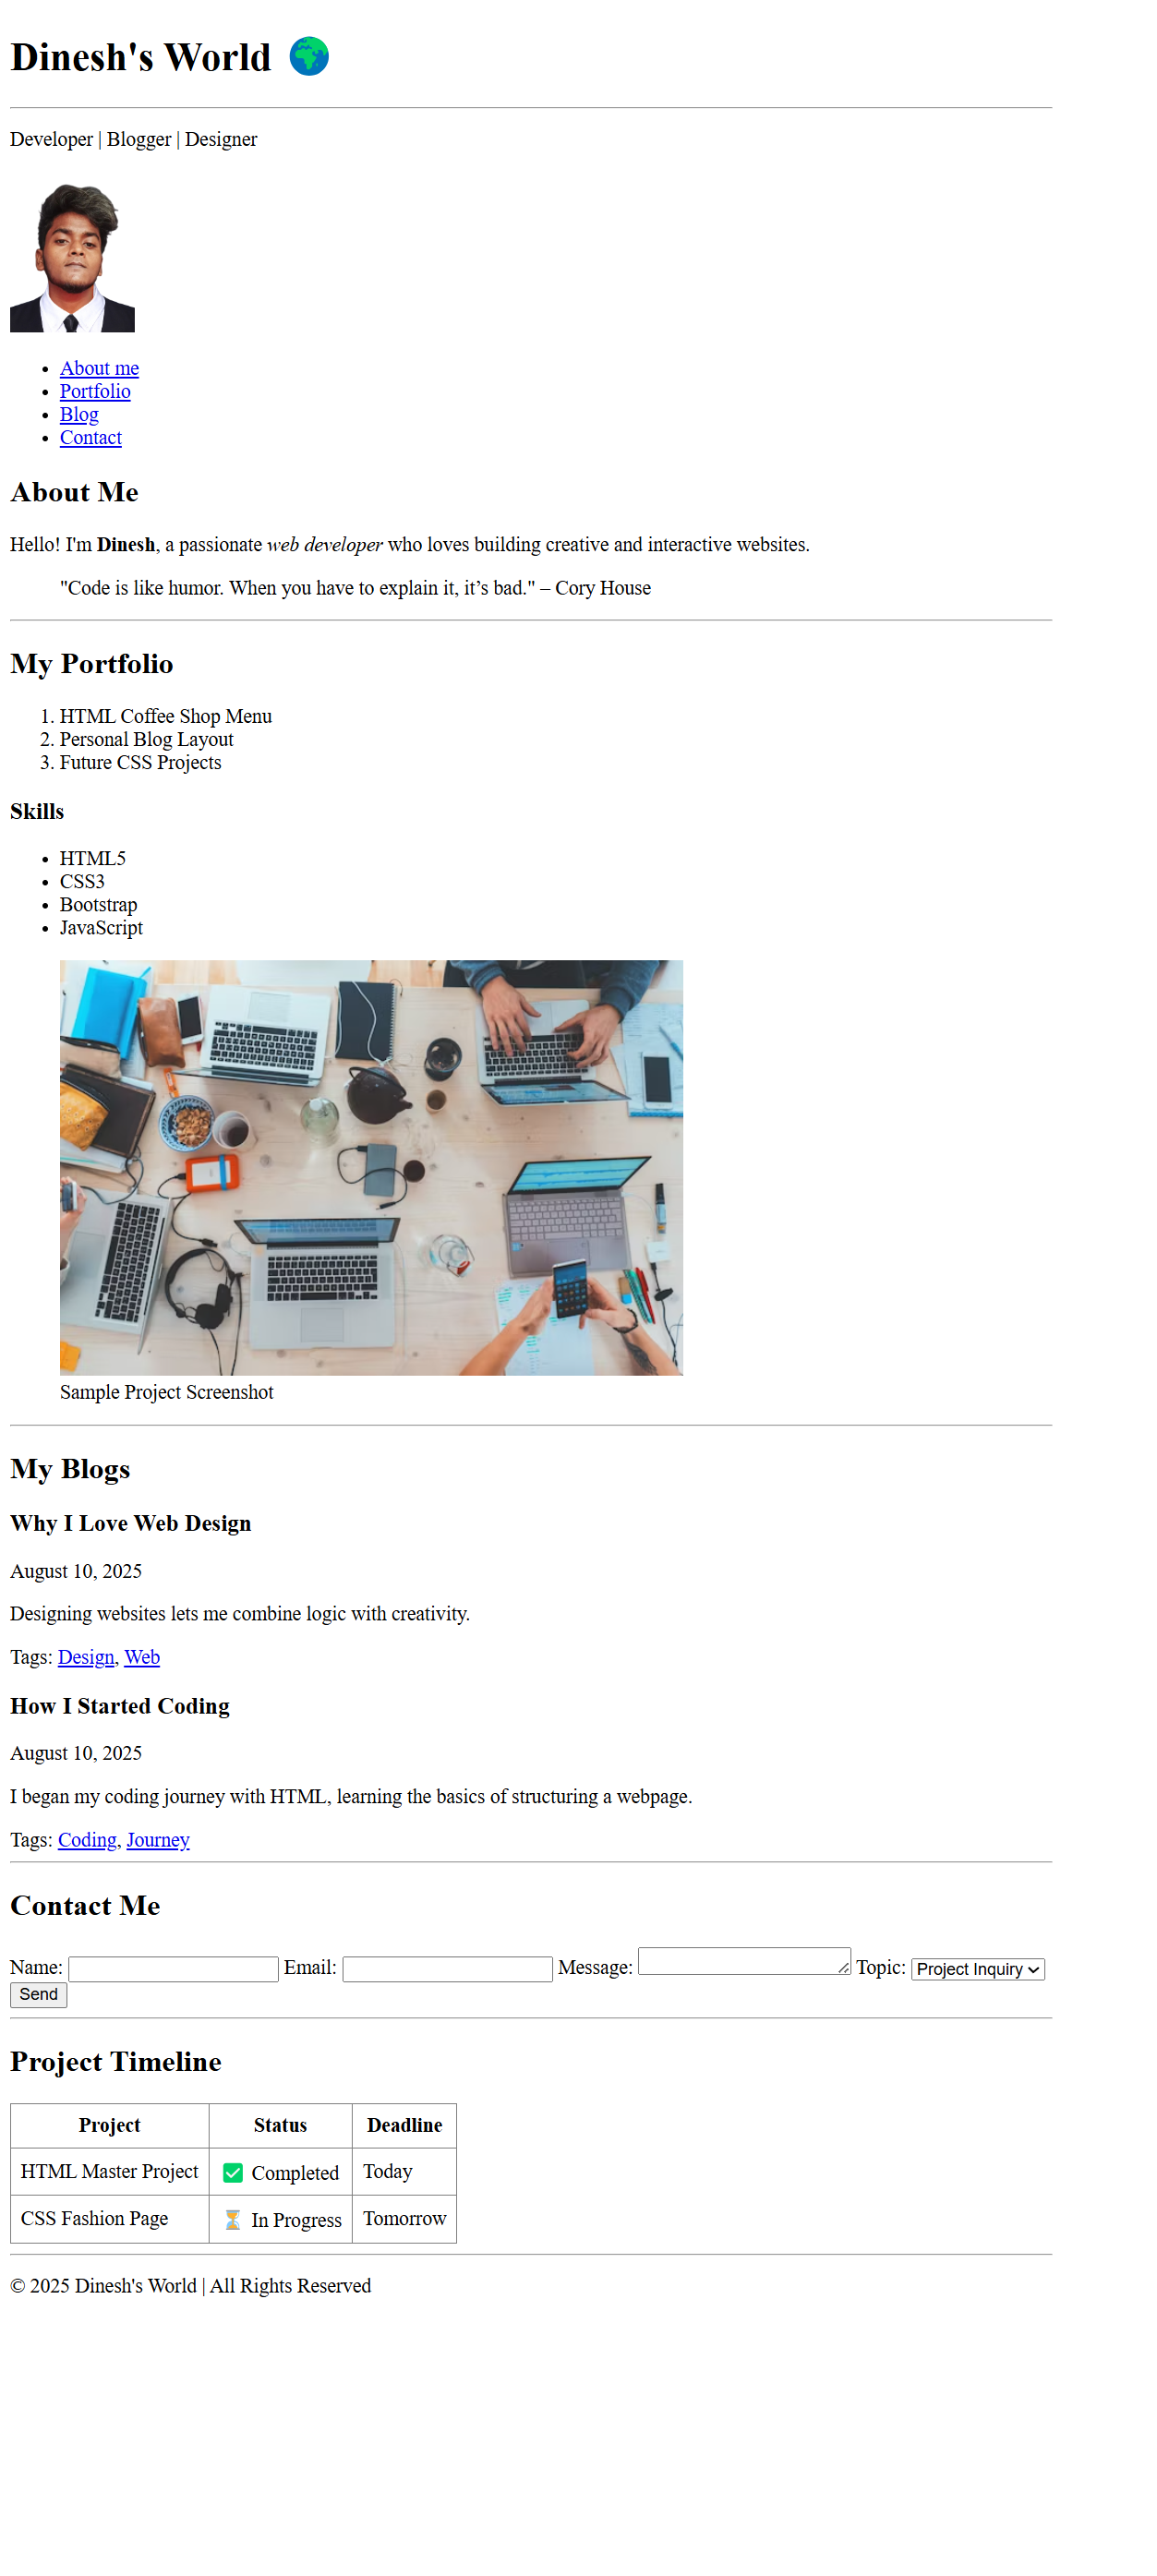 Dinesh's World 🌍
Developer | Blogger | Designer
• About me
• Portfolio
• Blog
• Contact
About Me
Hello! I'm Dinesh, a passionate web developer who loves building creative and interactive websites.
"Code is like humor. When you have to explain it, it’s bad." – Cory House
My Portfolio
1. HTML Coffee Shop Menu
2. Personal Blog Layout
3. Future CSS Projects
Skills
• HTML5
• CSS3
• Bootstrap
• JavaScript
Sample Project Screenshot
My Blogs
Why I Love Web Design
August 10, 2025
Designing websites lets me combine logic with creativity.
Tags: Design, Web
How I Started Coding
August 10, 2025
I began my coding journey with HTML, learning the basics of structuring a webpage.
Tags: Coding, Journey
Contact Me
Name: Email: Message: Topic: Project Inquiry
Send
Project Timeline
Project Status Deadline
HTML Master Project ✅ Completed Today
CSS Fashion Page ⏳ In Progress Tomorrow
© 2025 Dinesh's World | All Rights Reserved